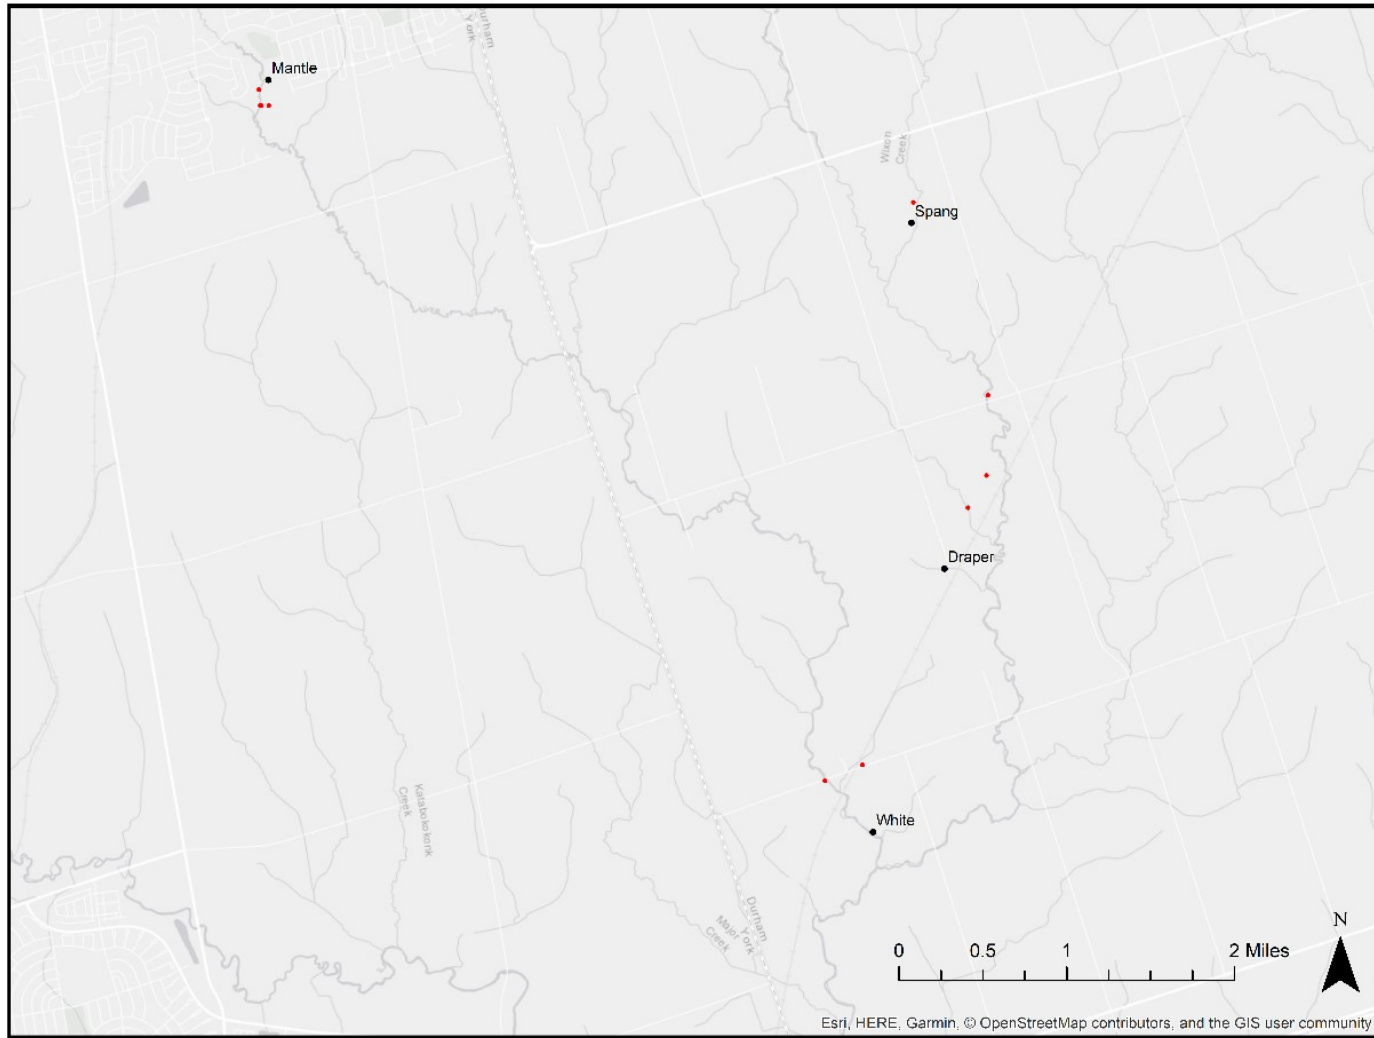 Durham
York
Mantle
Wixon
Creek
Spang
Draper
White
Katabokokonk
Creek
Durham
York
Major
Creek
N
0 0.5 1 2 Miles
Esri, HERE, Garmin, © OpenStreetMap contributors, and the GIS user community